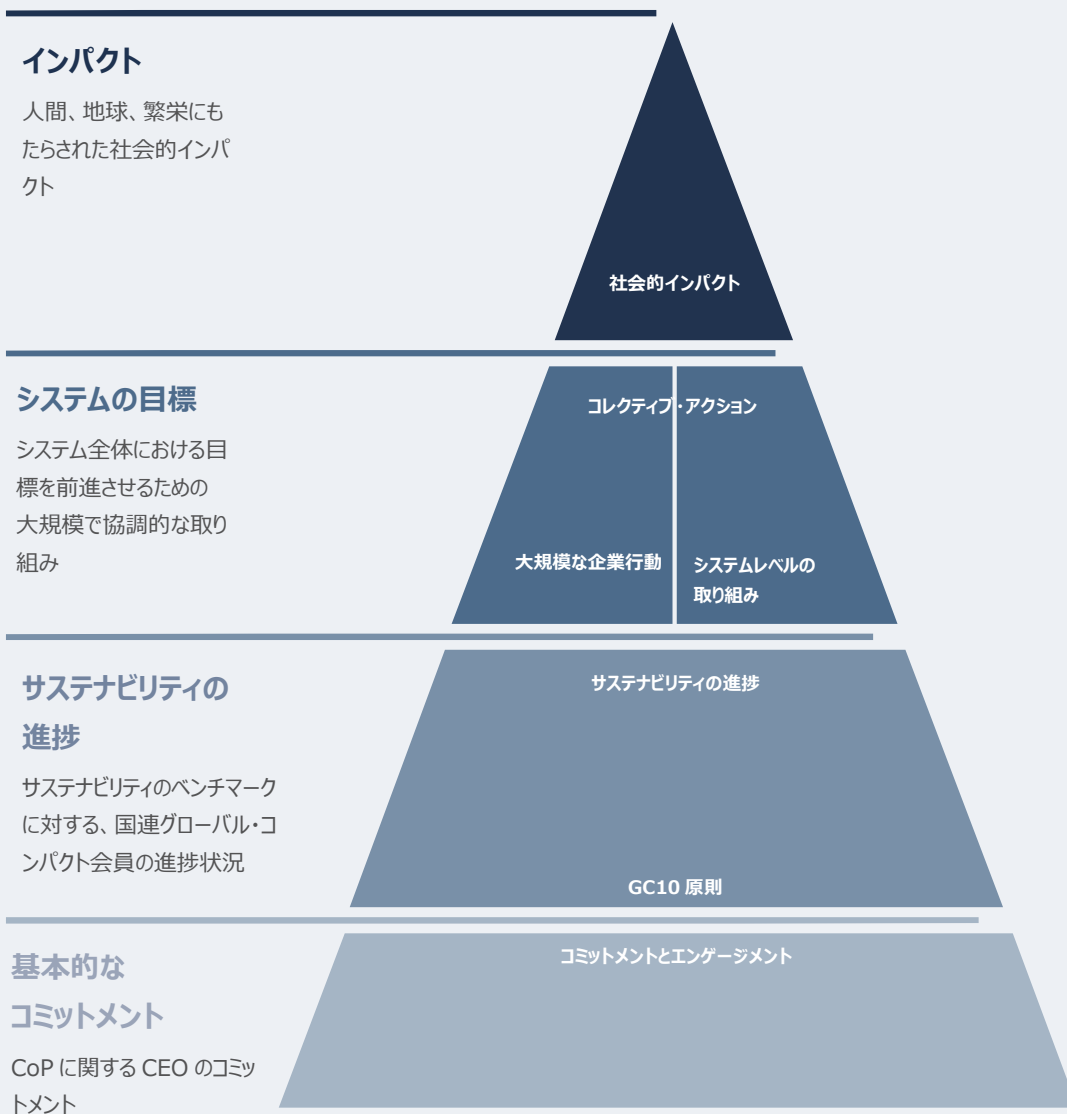 インパクト
人間、地球、繁栄にも
たらされた社会的インパ
クト
社会的インパクト
システムの目標
システム全体における目
標を前進させるための
大規模で協調的な取り
組み
コレクティブ・アクション
大規模な企業行動
システムレベルの
取り組み
サステナビリティの
進捗
サステナビリティのベンチマーク
に対する、国連グローバル・コ
ンパクト会員の進捗状況
サステナビリティの進捗
GC10 原則
基本的な
コミットメント
CoP に関する CEO のコミッ
トメント
コミットメントとエンゲージメント